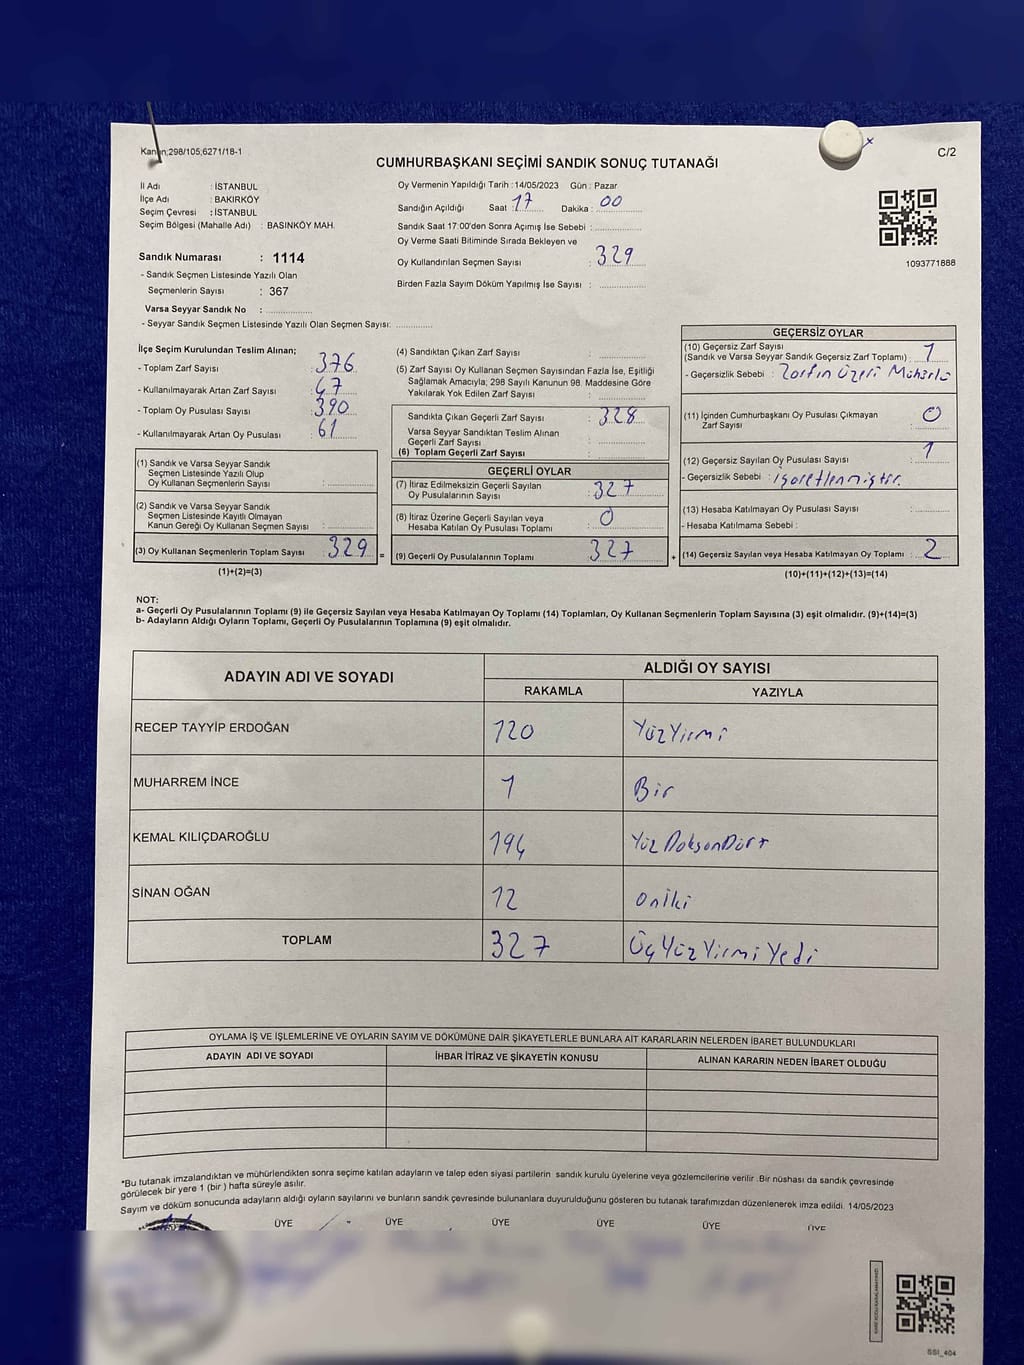 Kanun;298/105;6271/18-1
C/2
CUMHURBAŞKANI SEÇİMİ SANDIK SONUÇ TUTANAĞI
İl Adı : İSTANBUL
İlçe Adı : BAKIRKÖY
Seçim Çevresi : İSTANBUL
Seçim Bölgesi (Mahalle Adı) : BASINKÖY MAH.
Oy Vermenin Yapıldığı Tarih : 14/05/2023 Gün : Pazar
Sandığın Açıldığı Saat : 17 Dakika : 00
Sandık Saat 17:00'den Sonra Açımış İse Sebebi :
Oy Verme Saati Bitiminde Sırada Bekleyen ve
Oy Kullandırılan Seçmen Sayısı : 329
Birden Fazla Sayım Döküm Yapılmış İse Sayısı :
1093771888
Sandık Numarası : 1114
- Sandık Seçmen Listesinde Yazılı Olan
Seçmenlerin Sayısı : 367
Varsa Seyyar Sandık No :
- Seyyar Sandık Seçmen Listesinde Yazılı Olan Seçmen Sayısı:
İlçe Seçim Kurulundan Teslim Alınan;
- Toplam Zarf Sayısı : 376
- Kullanılmayarak Artan Zarf Sayısı : 47
- Toplam Oy Pusulası Sayısı : 390
- Kullanılmayarak Artan Oy Pusulası : 61
(1) Sandık ve Varsa Seyyar Sandık
Seçmen Listesinde Yazılı Olup
Oy Kullanan Seçmenlerin Sayısı :
(2) Sandık ve Varsa Seyyar Sandık
Seçmen Listesinde Kayıtlı Olmayan
Kanun Gereği Oy Kullanan Seçmen Sayısı :
(3) Oy Kullanan Seçmenlerin Toplam Sayısı : 329 =
(1)+(2)=(3)
(4) Sandıktan Çıkan Zarf Sayısı :
(5) Zarf Sayısı Oy Kullanan Seçmen Sayısından Fazla İse, Eşitliği
Sağlamak Amacıyla; 298 Sayılı Kanunun 98. Maddesine Göre
Yakılarak Yok Edilen Zarf Sayısı :
Sandıkta Çıkan Geçerli Zarf Sayısı : 328
Varsa Seyyar Sandıktan Teslim Alınan
Geçerli Zarf Sayısı :
(6) Toplam Geçerli Zarf Sayısı :
GEÇERLİ OYLAR
(7) İtiraz Edilmeksizin Geçerli Sayılan
Oy Pusulalarının Sayısı : 327
(8) İtiraz Üzerine Geçerli Sayılan veya
Hesaba Katılan Oy Pusulası Toplamı : 0
(9) Geçerli Oy Pusulalarının Toplamı : 327 +
GEÇERSİZ OYLAR
(10) Geçersiz Zarf Sayısı
(Sandık ve Varsa Seyyar Sandık Geçersiz Zarf Toplamı) : 1
- Geçersizlik Sebebi : Zarfın Üzeri Mühürlü
(11) İçinden Cumhurbaşkanı Oy Pusulası Çıkmayan
Zarf Sayısı : 0
(12) Geçersiz Sayılan Oy Pusulası Sayısı : 1
- Geçersizlik Sebebi : işaretlenmiştir.
(13) Hesaba Katılmayan Oy Pusulası Sayısı :
- Hesaba Katılmama Sebebi :
(14) Geçersiz Sayılan veya Hesaba Katılmayan Oy Toplamı : 2
(10)+(11)+(12)+(13)=(14)
NOT:
a- Geçerli Oy Pusulalarının Toplamı (9) ile Geçersiz Sayılan veya Hesaba Katılmayan Oy Toplamı (14) Toplamları, Oy Kullanan Seçmenlerin Toplam Sayısına (3) eşit olmalıdır. (9)+(14)=(3)
b- Adayların Aldığı Oyların Toplamı, Geçerli Oy Pusulalarının Toplamına (9) eşit olmalıdır.
ADAYIN ADI VE SOYADI ALDIĞI OY SAYISI
RAKAMLA YAZIYLA
RECEP TAYYİP ERDOĞAN 120 YüzYirmi
MUHARREM İNCE 1 Bir
KEMAL KILIÇDAROĞLU 194 Yüz DoksanDört
SİNAN OĞAN 12 oniki
TOPLAM 327 ÜçYüzYirmiYedi
OYLAMA İŞ VE İŞLEMLERİNE VE OYLARIN SAYIM VE DÖKÜMÜNE DAİR ŞİKAYETLERLE BUNLARA AİT KARARLARIN NELERDEN İBARET BULUNDUKLARI
ADAYIN ADI VE SOYADI İHBAR İTİRAZ VE ŞİKAYETİN KONUSU ALINAN KARARIN NEDEN İBARET OLDUĞU
*Bu tutanak imzalandıktan ve mühürlendikten sonra seçime katılan adayların ve talep eden siyasi partilerin sandık kurulu üyelerine veya gözlemcilerine verilir. Bir nüshası da sandık çevresinde
görülecek bir yere 1 (bir) hafta süreyle asılır.
Sayım ve döküm sonucunda adayların aldığı oyların sayılarını ve bunların sandık çevresinde bulunanlara duyurulduğunu gösteren bu tutanak tarafımızdan düzenlenerek imza edildi. 14/05/2023
ÜYE ÜYE ÜYE ÜYE ÜYE ÜYE
SSI_404